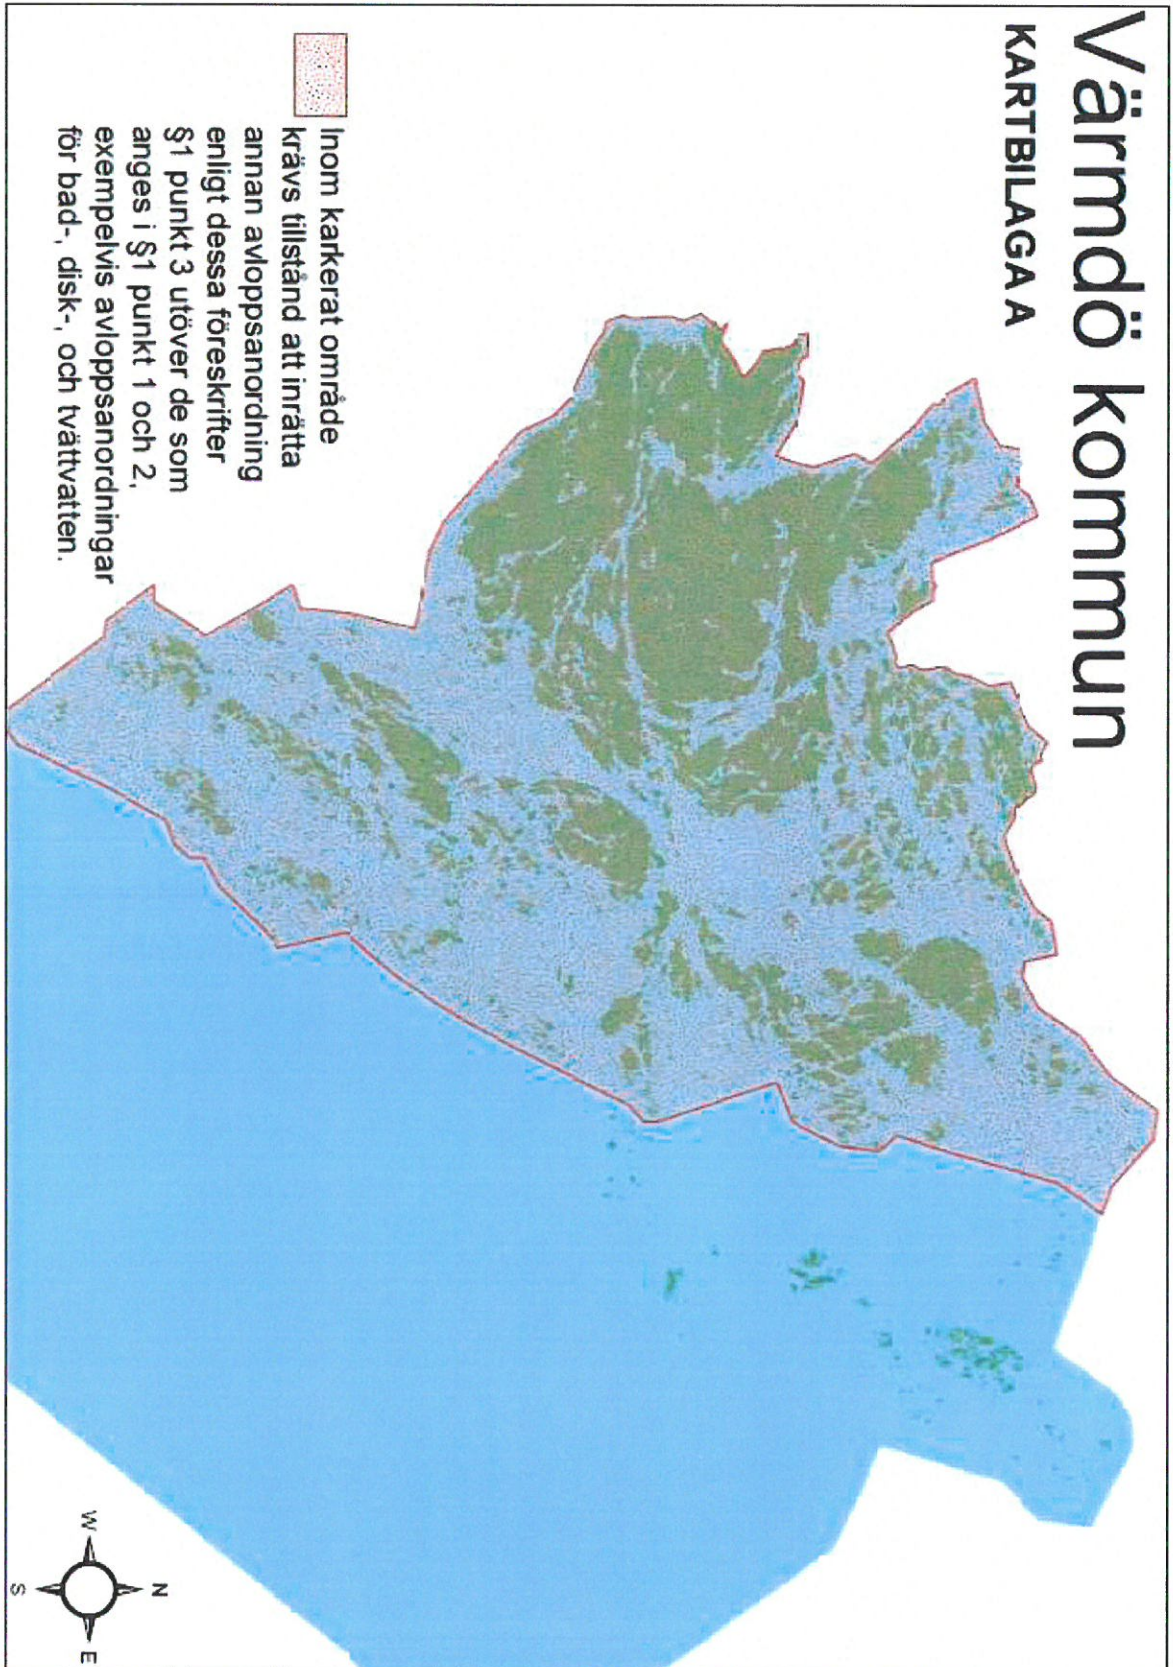 Värmdö kommun
KARTBILAGA A
Inom karkerat område
krävs tillstånd att inrätta
annan avloppsanordning
enligt dessa föreskrifter
§1 punkt 3 utöver de som
anges i §1 punkt 1 och 2,
exempelvis avloppsanordningar
för bad-, disk-, och tvättvatten.
N
W
E
S